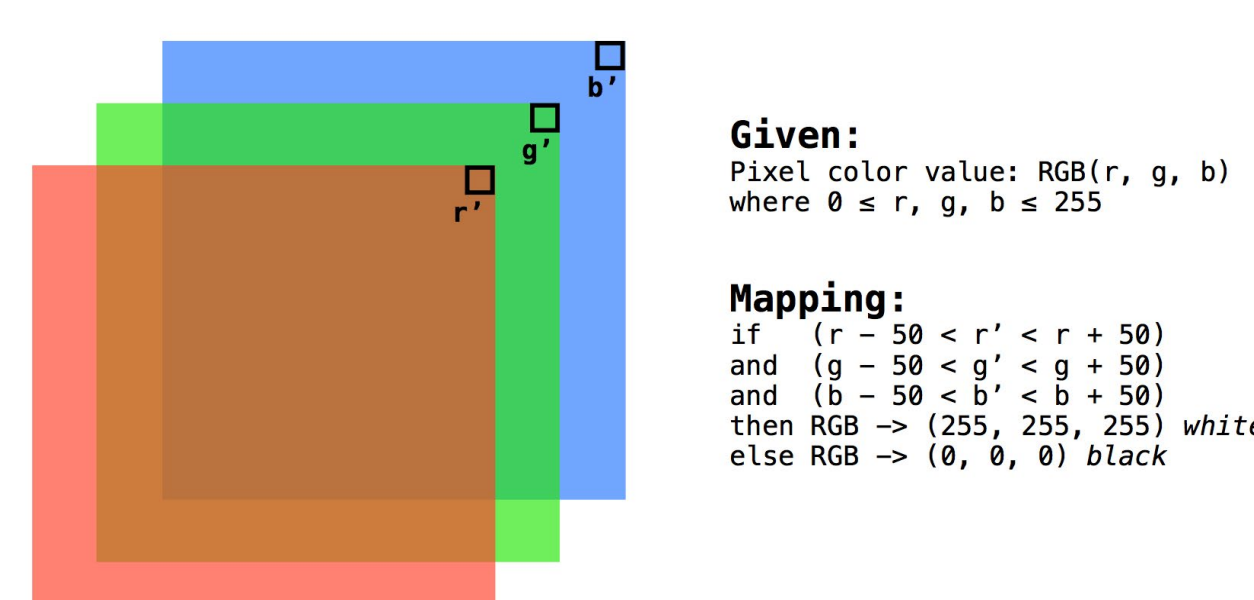 b’
g’
r’
Given:
Pixel color value: RGB(r, g, b)
where 0 ≤ r, g, b ≤ 255
Mapping:
if (r − 50 < r’ < r + 50)
and (g − 50 < g’ < g + 50)
and (b − 50 < b’ < b + 50)
then RGB −> (255, 255, 255) white
else RGB −> (0, 0, 0) black